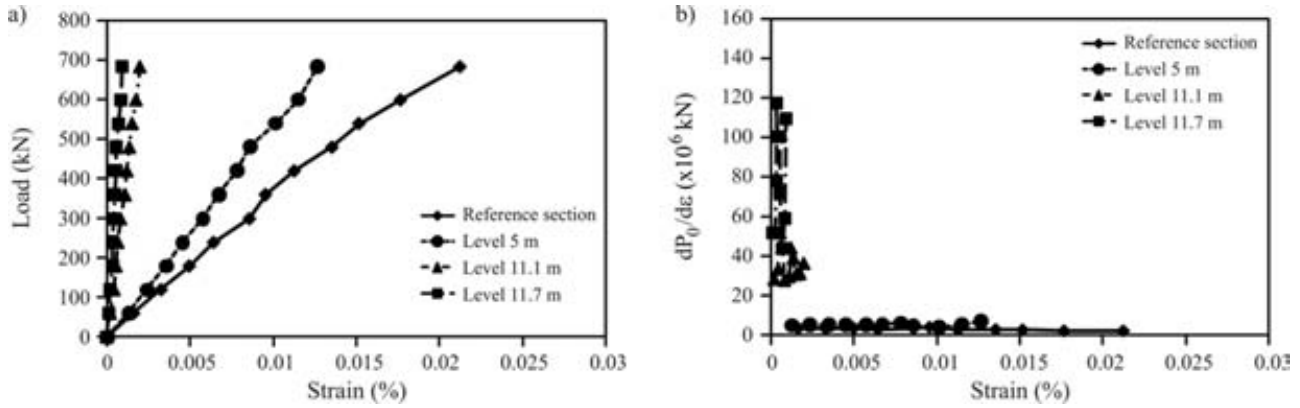 a)
800
700
600
500
400
300
200
100
0
Load (kN)
0
0.005
0.01
0.015
0.02
0.025
0.03
Strain (%)
Reference section
Level 5 m
Level 11.1 m
Level 11.7 m
b)
160
140
120
100
80
60
40
20
0
dP₀/dε (x10⁶ kN)
0
0.005
0.01
0.015
0.02
0.025
0.03
Strain (%)
Reference section
Level 5 m
Level 11.1 m
Level 11.7 m